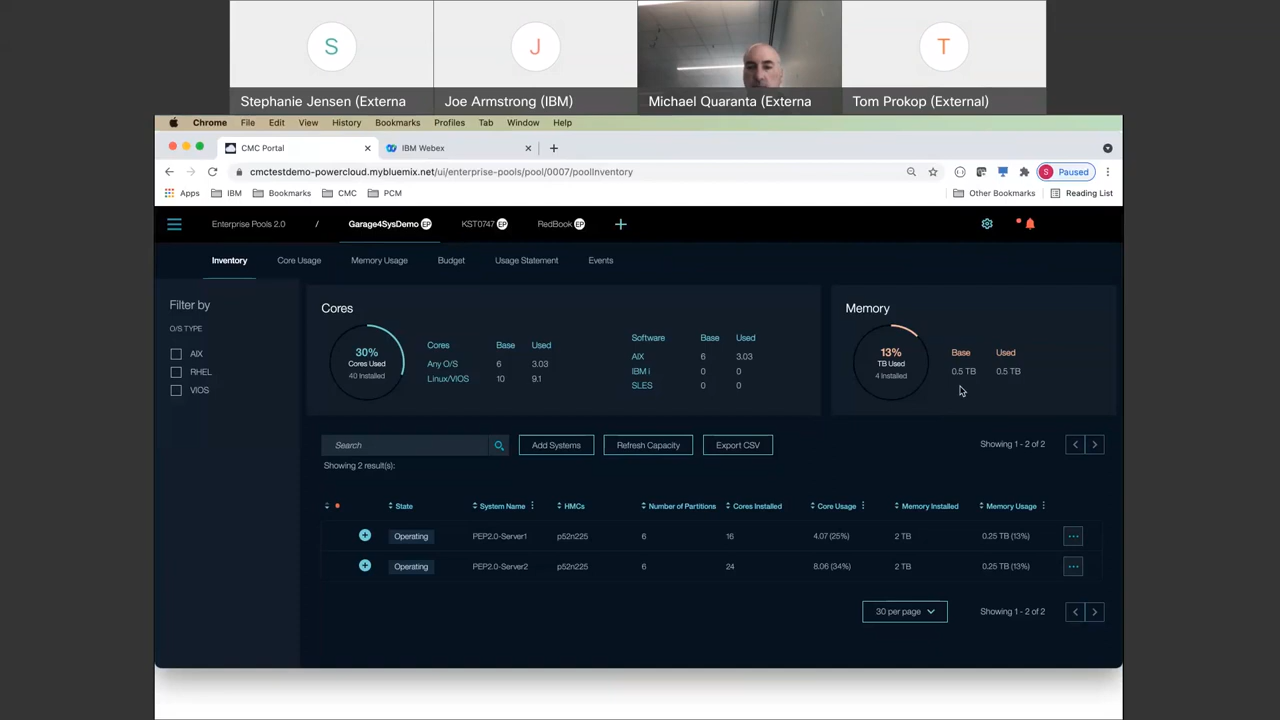 S
J
T
Stephanie Jensen (Externa
Joe Armstrong (IBM)
Michael Quaranta (Externa
Tom Prokop (External)
Chrome File Edit View History Bookmarks Profiles Tab Window Help
CMC Portal
IBM Webex
cmctestdemo-powercloud.mybluemix.net/ui/enterprise-pools/pool/0007/poolInventory
S Paused
Apps IBM Bookmarks CMC PCM Other Bookmarks Reading List
Enterprise Pools 2.0 / Garage4SysDemo EP KST0747 EP RedBook EP
Inventory Core Usage Memory Usage Budget Usage Statement Events
Filter by
O/S TYPE
AIX
RHEL
VIOS
Cores
30%
Cores Used
40 Installed
Cores Base Used
Any O/S 6 3.03
Linux/VIOS 10 9.1
Software Base Used
AIX 6 3.03
IBM i 0 0
SLES 0 0
Memory
13%
TB Used
4 Installed
Base Used
0.5 TB 0.5 TB
Search
Add Systems
Refresh Capacity
Export CSV
Showing 1 - 2 of 2
Showing 2 result(s):
State System Name HMCs Number of Partitions Cores Installed Core Usage Memory Installed Memory Usage
Operating PEP2.0-Server1 p52n225 6 16 4.07 (25%) 2 TB 0.25 TB (13%)
Operating PEP2.0-Server2 p52n225 6 24 8.06 (34%) 2 TB 0.25 TB (13%)
30 per page
Showing 1 - 2 of 2